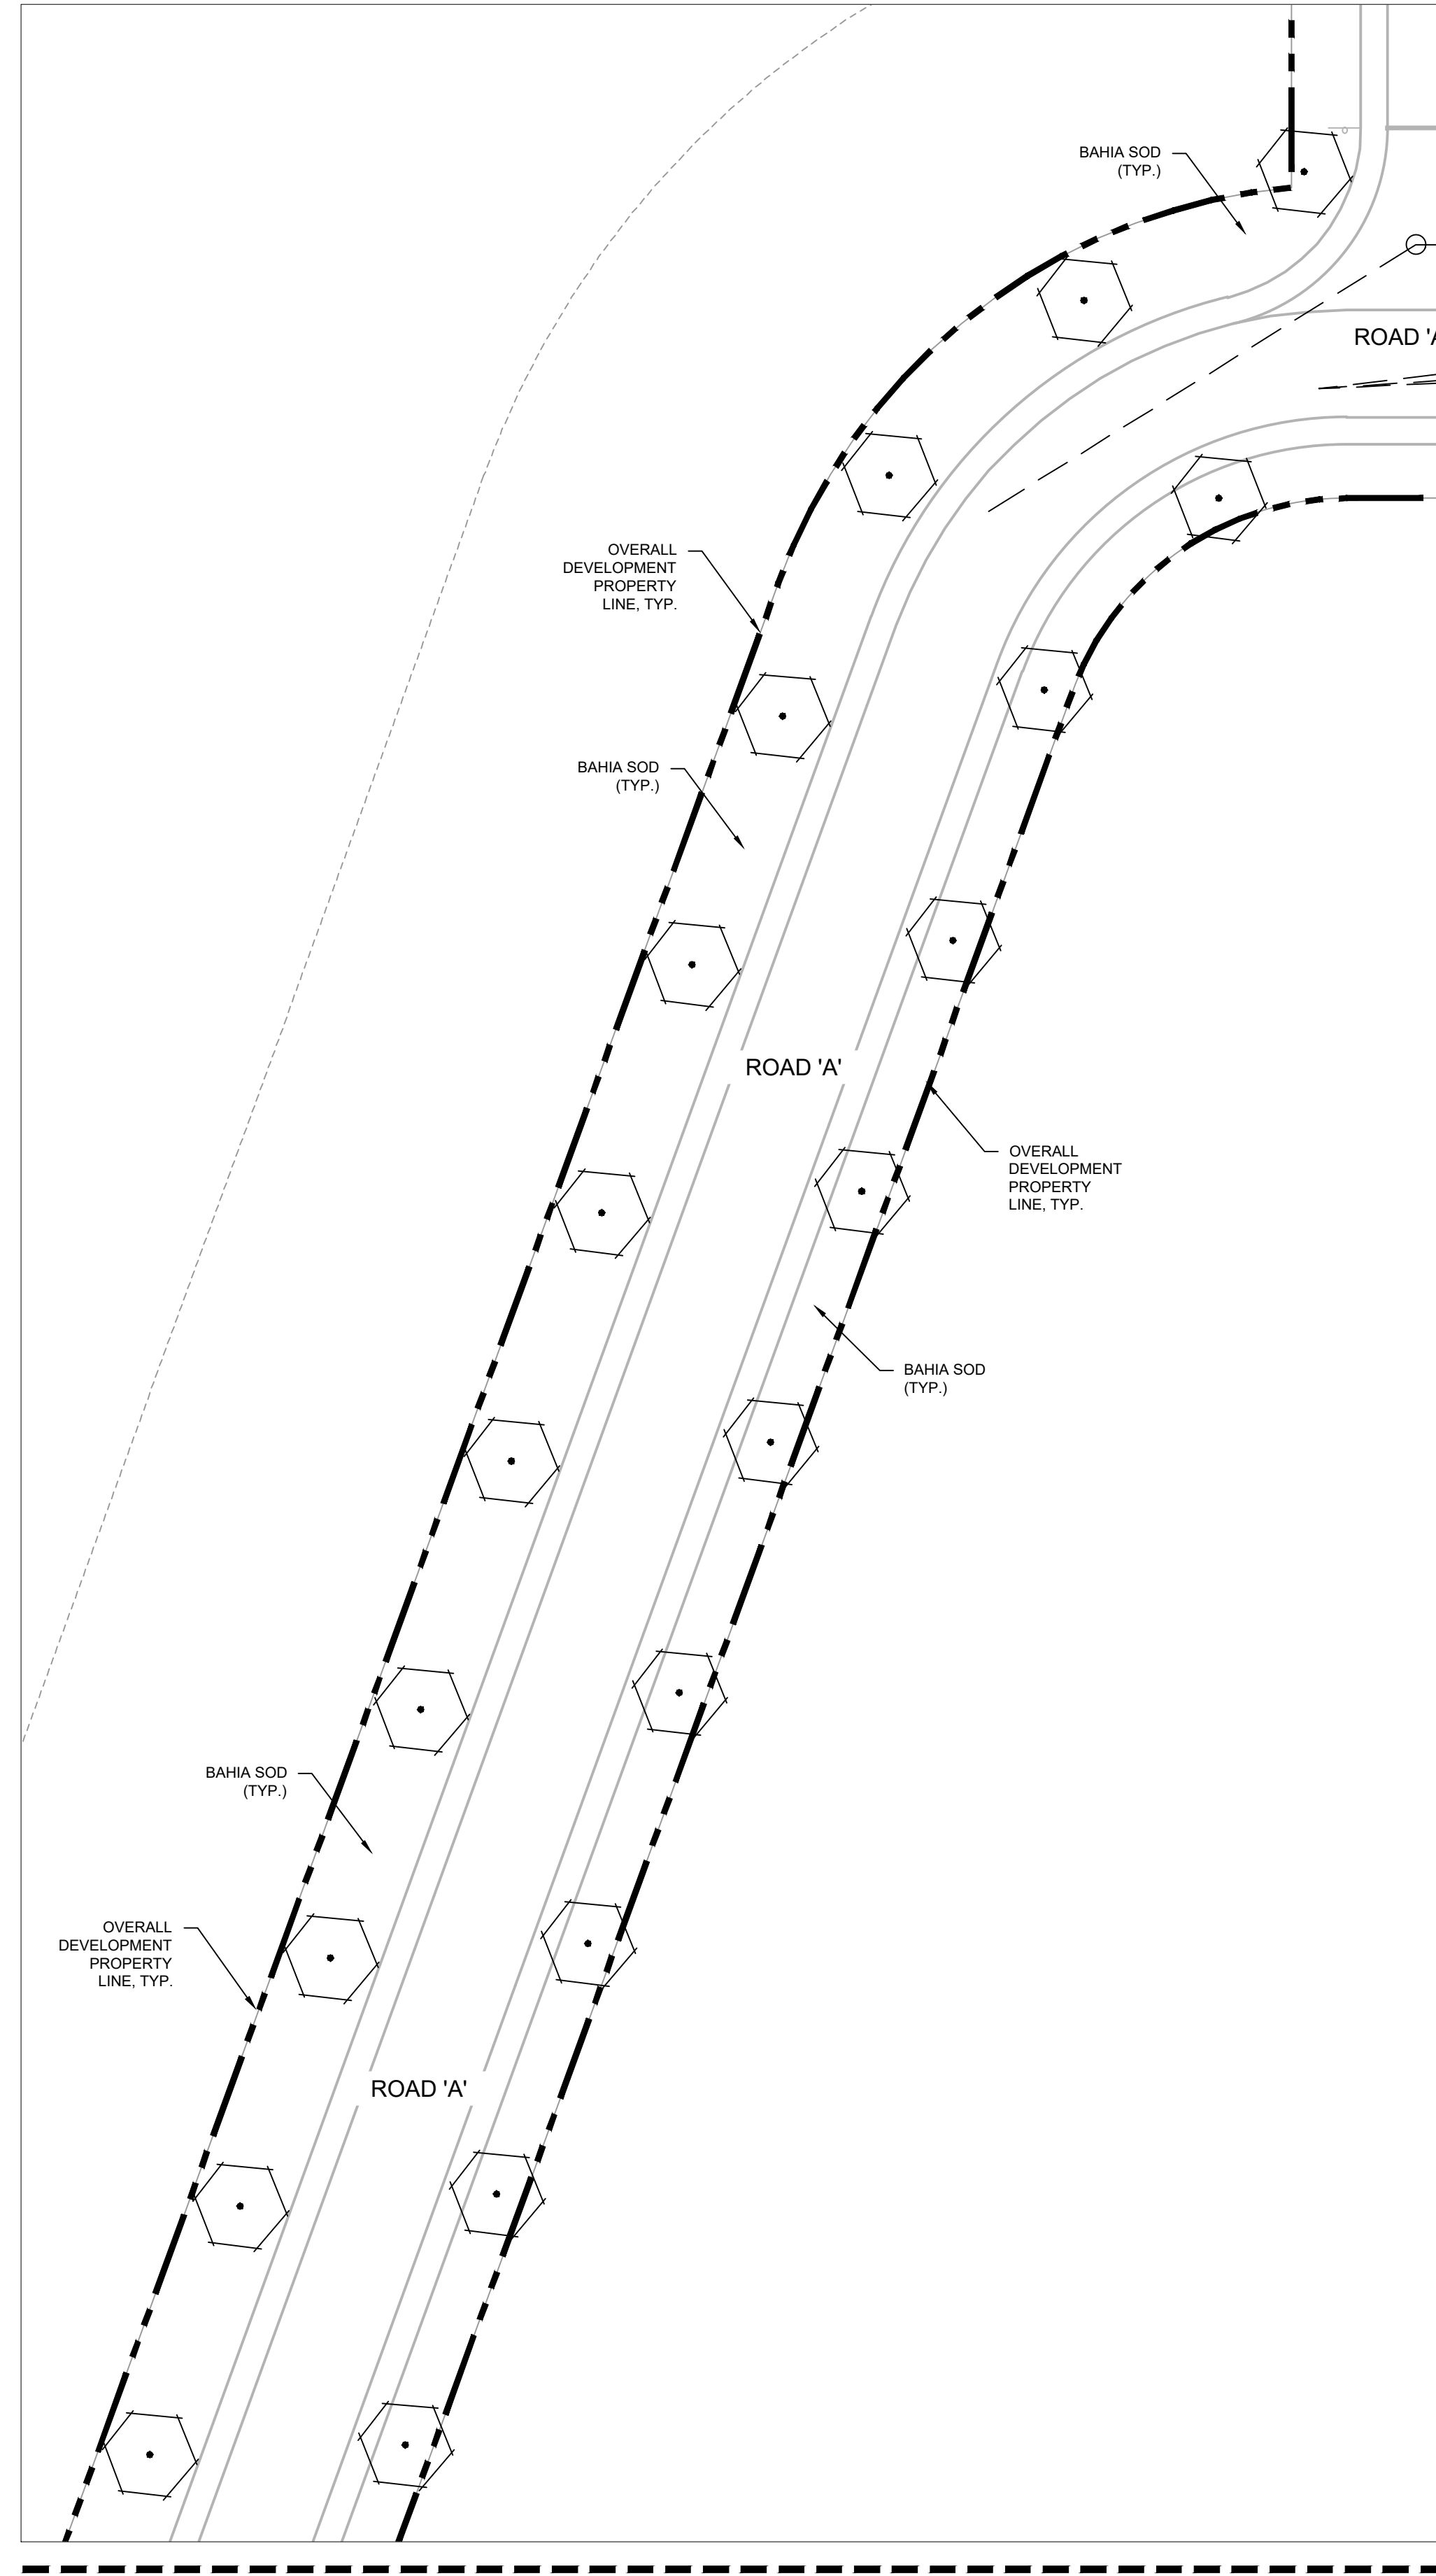 BAHIA SOD
(TYP.)
ROAD 'A
OVERALL
DEVELOPMENT
PROPERTY
LINE, TYP.
BAHIA SOD
(TYP.)
ROAD 'A'
OVERALL
DEVELOPMENT
PROPERTY
LINE, TYP.
BAHIA SOD
(TYP.)
BAHIA SOD
(TYP.)
OVERALL
DEVELOPMENT
PROPERTY
LINE, TYP.
ROAD 'A'